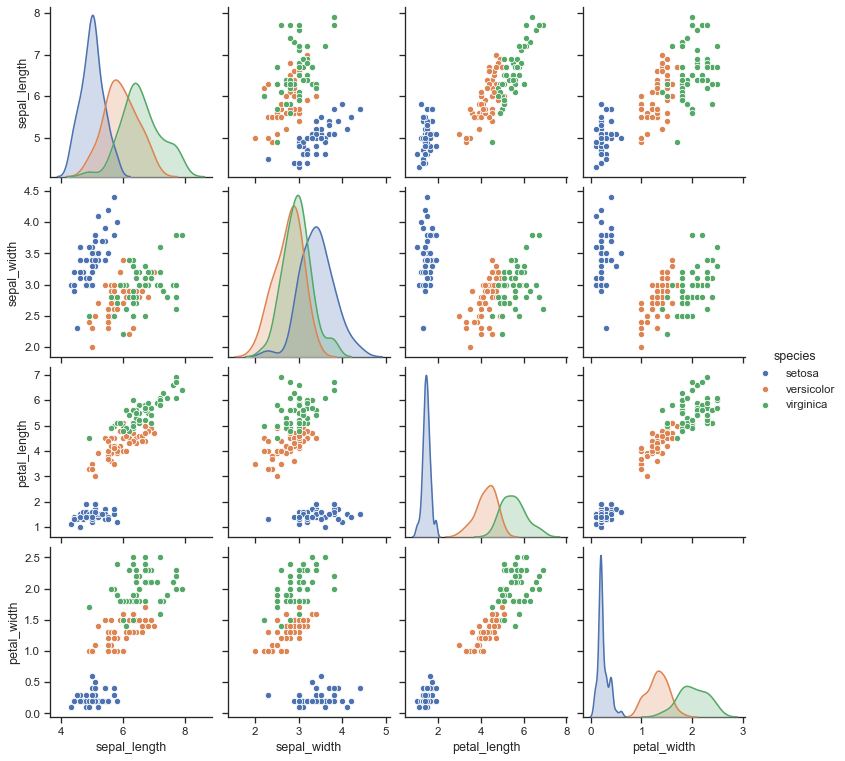 sepal_length
8
7
6
5
sepal_width
4.5
4.0
3.5
3.0
2.5
2.0
species
setosa
versicolor
virginica
petal_length
7
6
5
4
3
2
1
petal_width
2.5
2.0
1.5
1.0
0.5
0.0
4 6 8
2 3 4 5
2 4 6 8
0 1 2 3
sepal_length
sepal_width
petal_length
petal_width